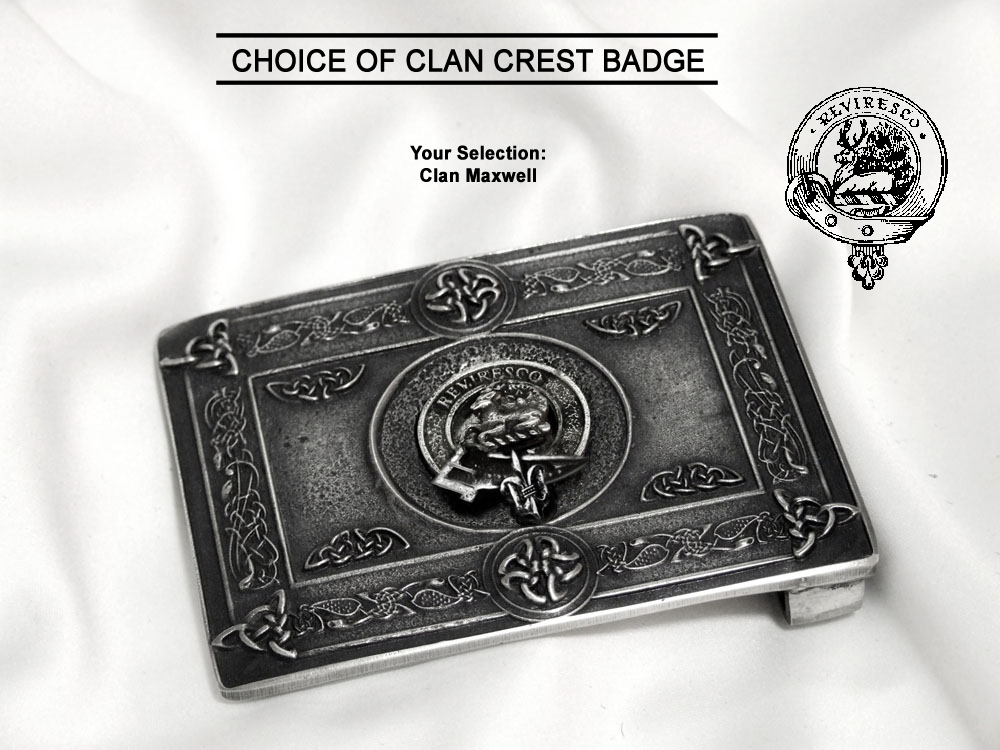 CHOICE OF CLAN CREST BADGE
Your Selection:
Clan Maxwell
REVIRESCO
REVIRESCO